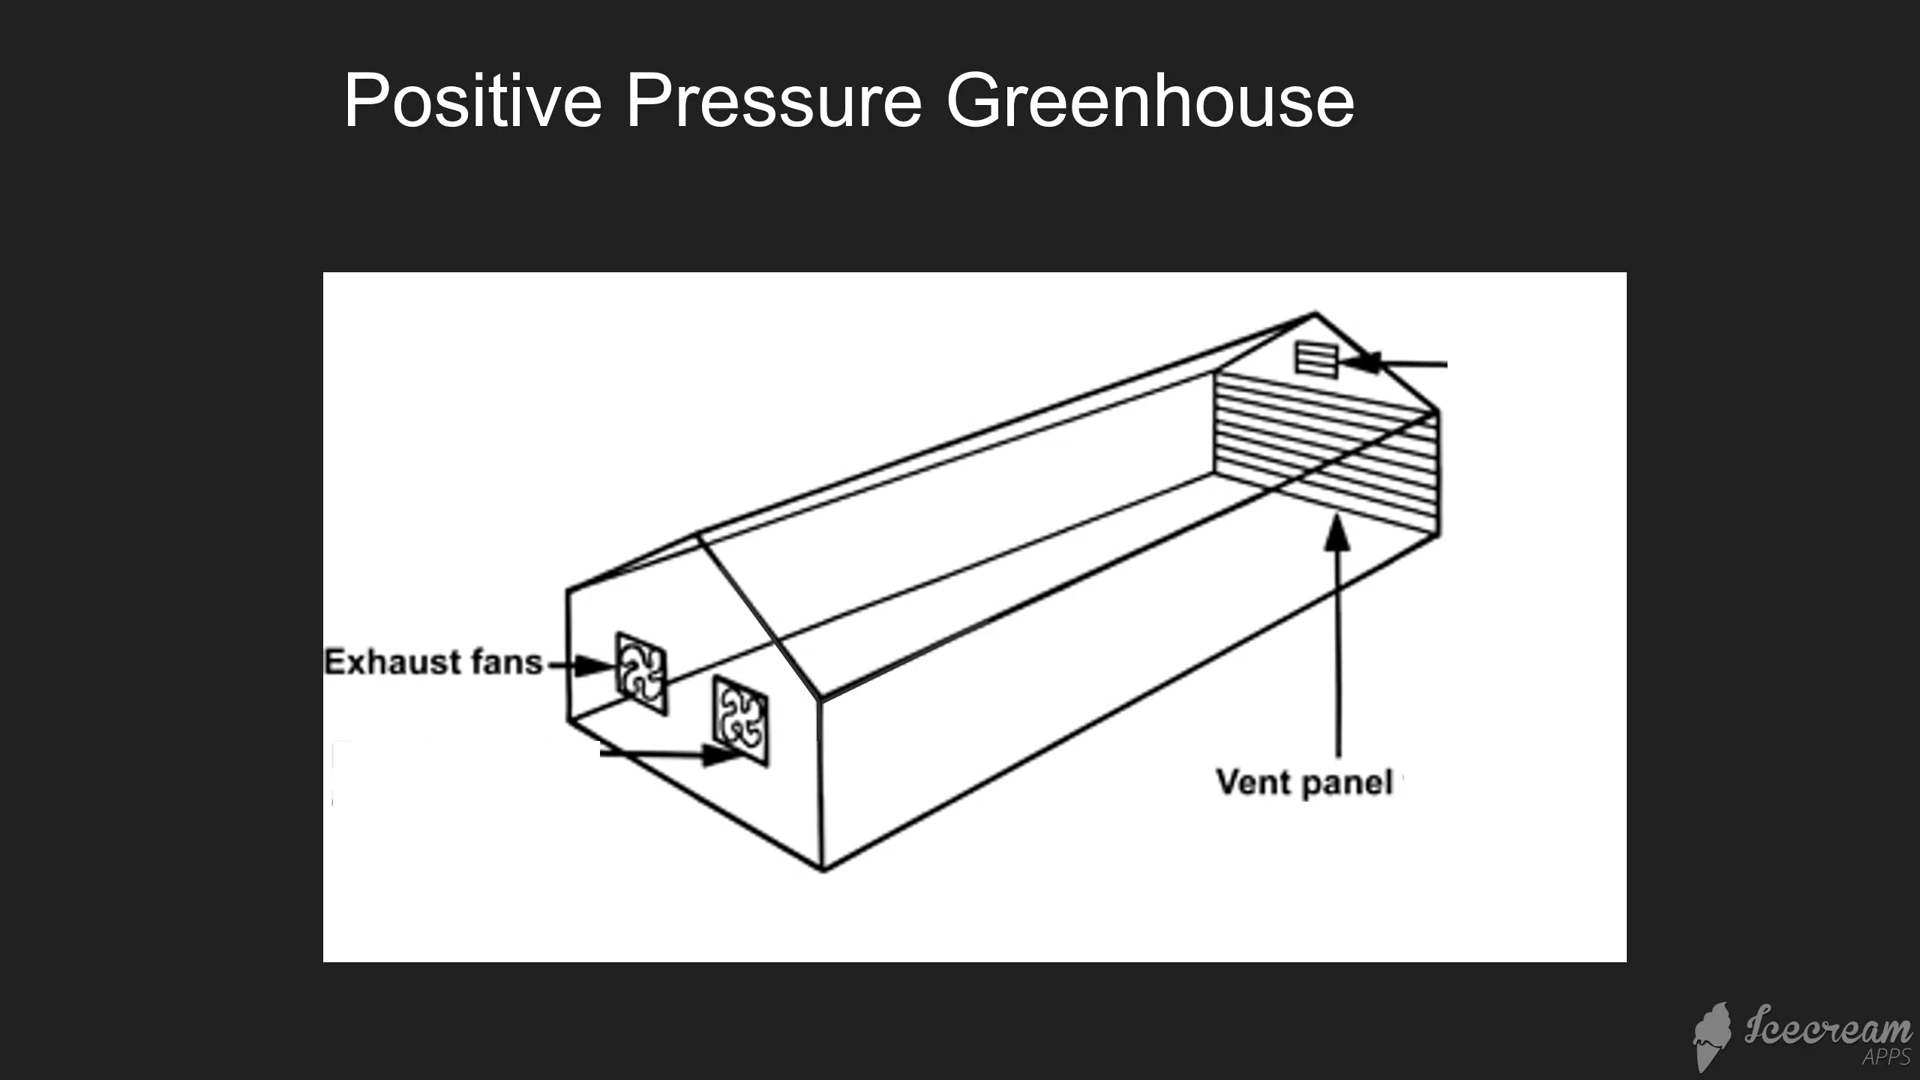 Positive Pressure Greenhouse
Exhaust fans
Vent panel
Icecream
APPS